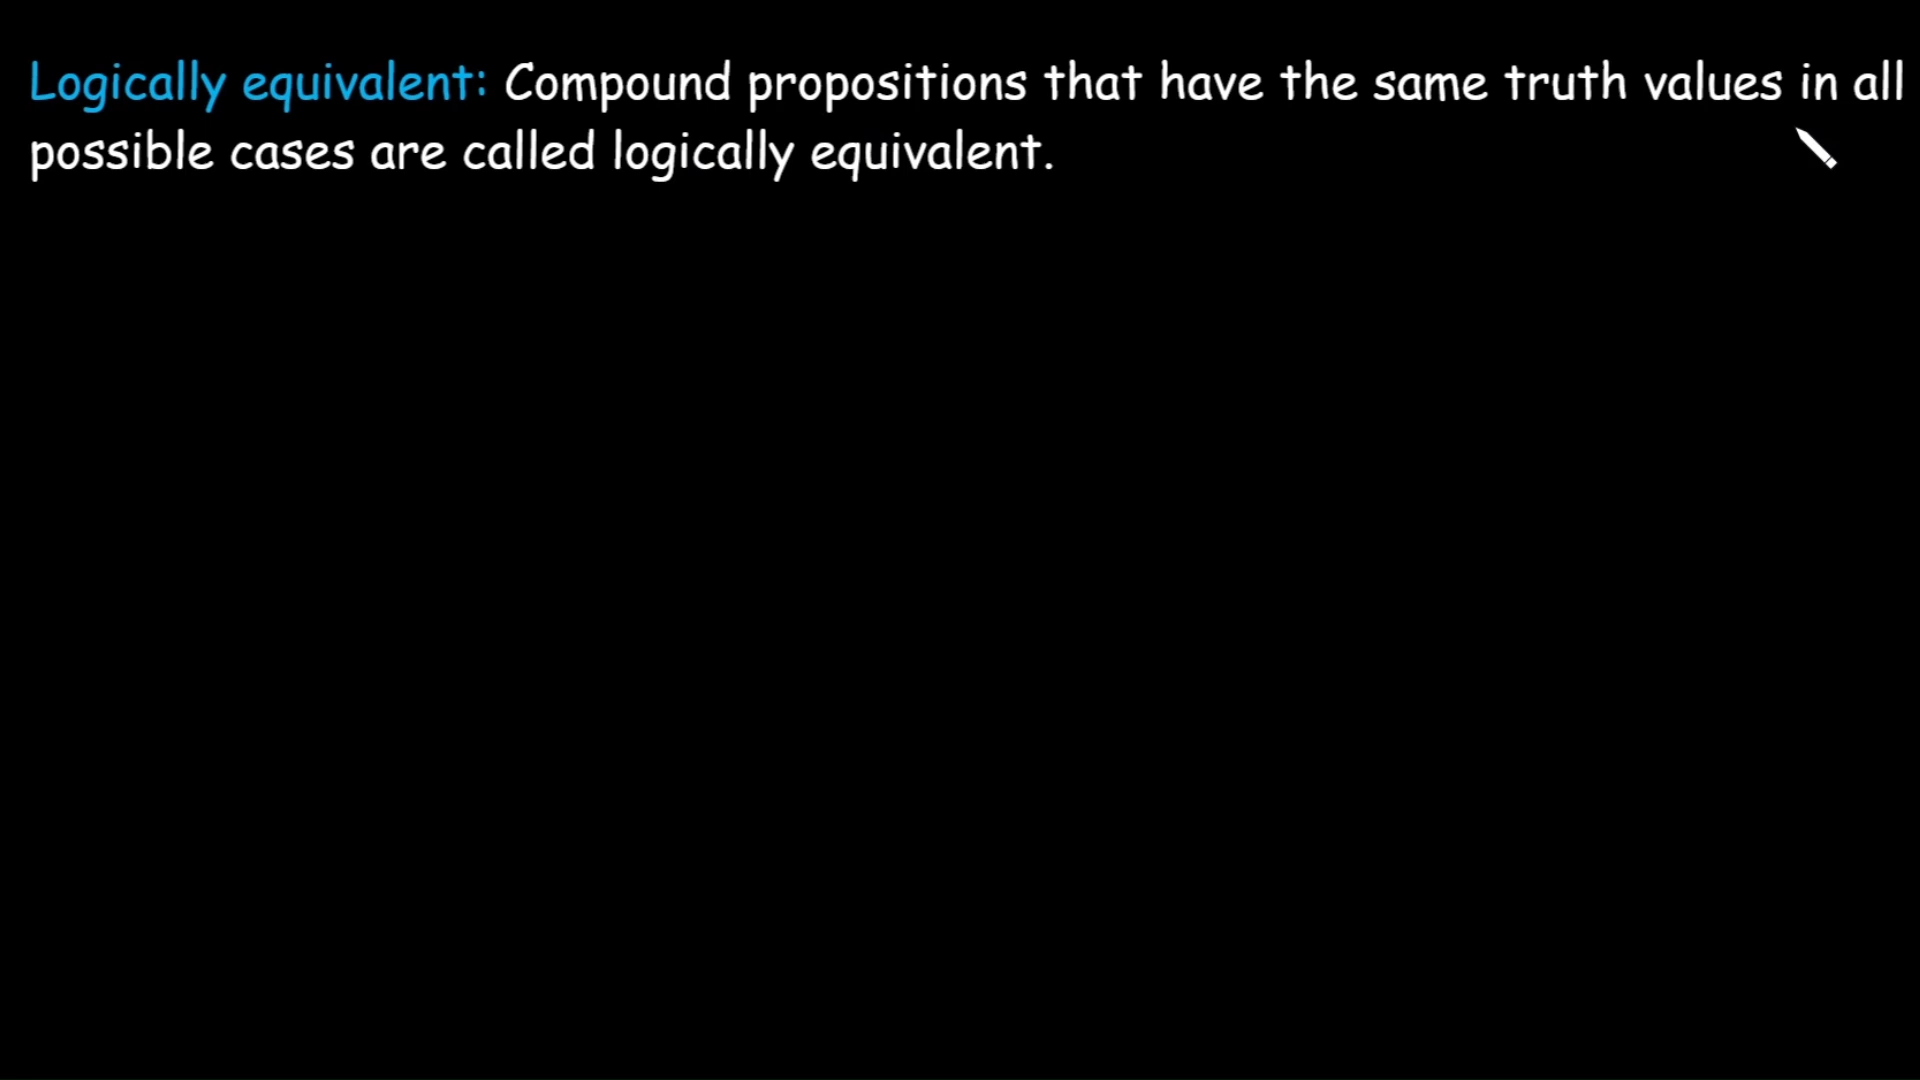 Logically equivalent: Compound propositions that have the same truth values in all
possible cases are called logically equivalent.